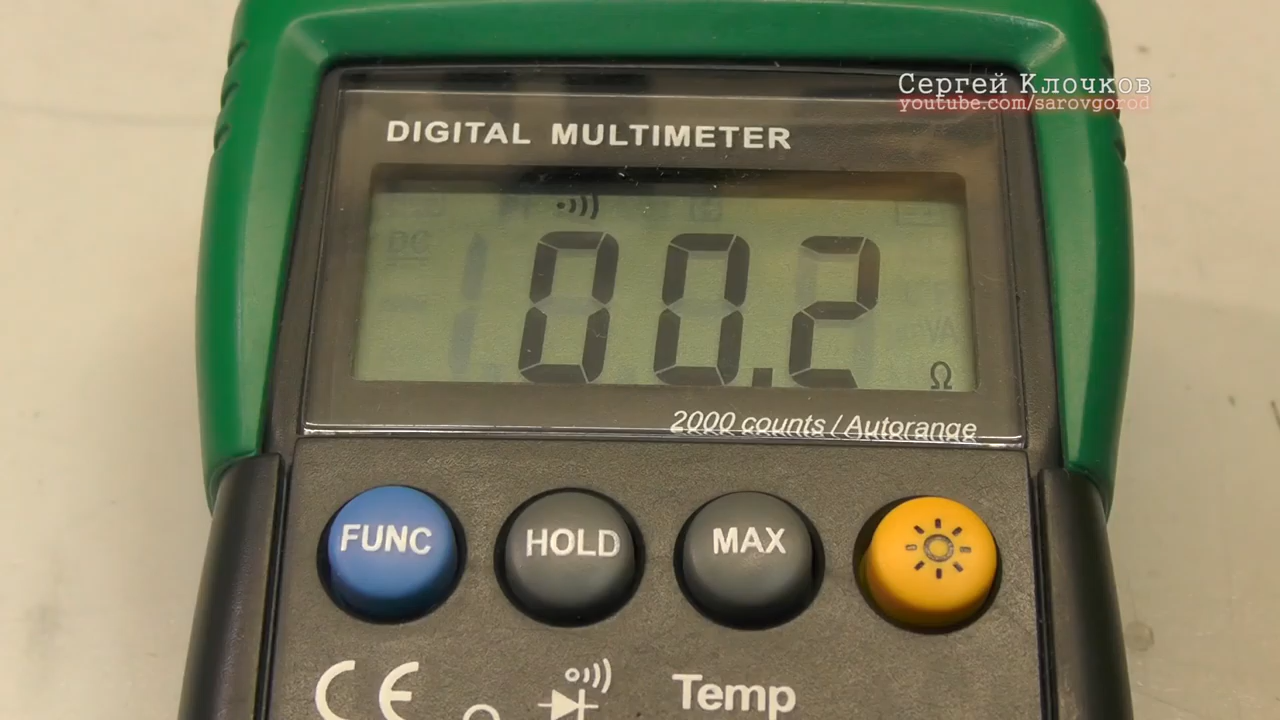 Сергей Клочков
youtube.com/sarovgorod
DIGITAL MULTIMETER
00.2
Ω
2000 counts / Autorange
FUNC
HOLD
MAX
CE
Temp